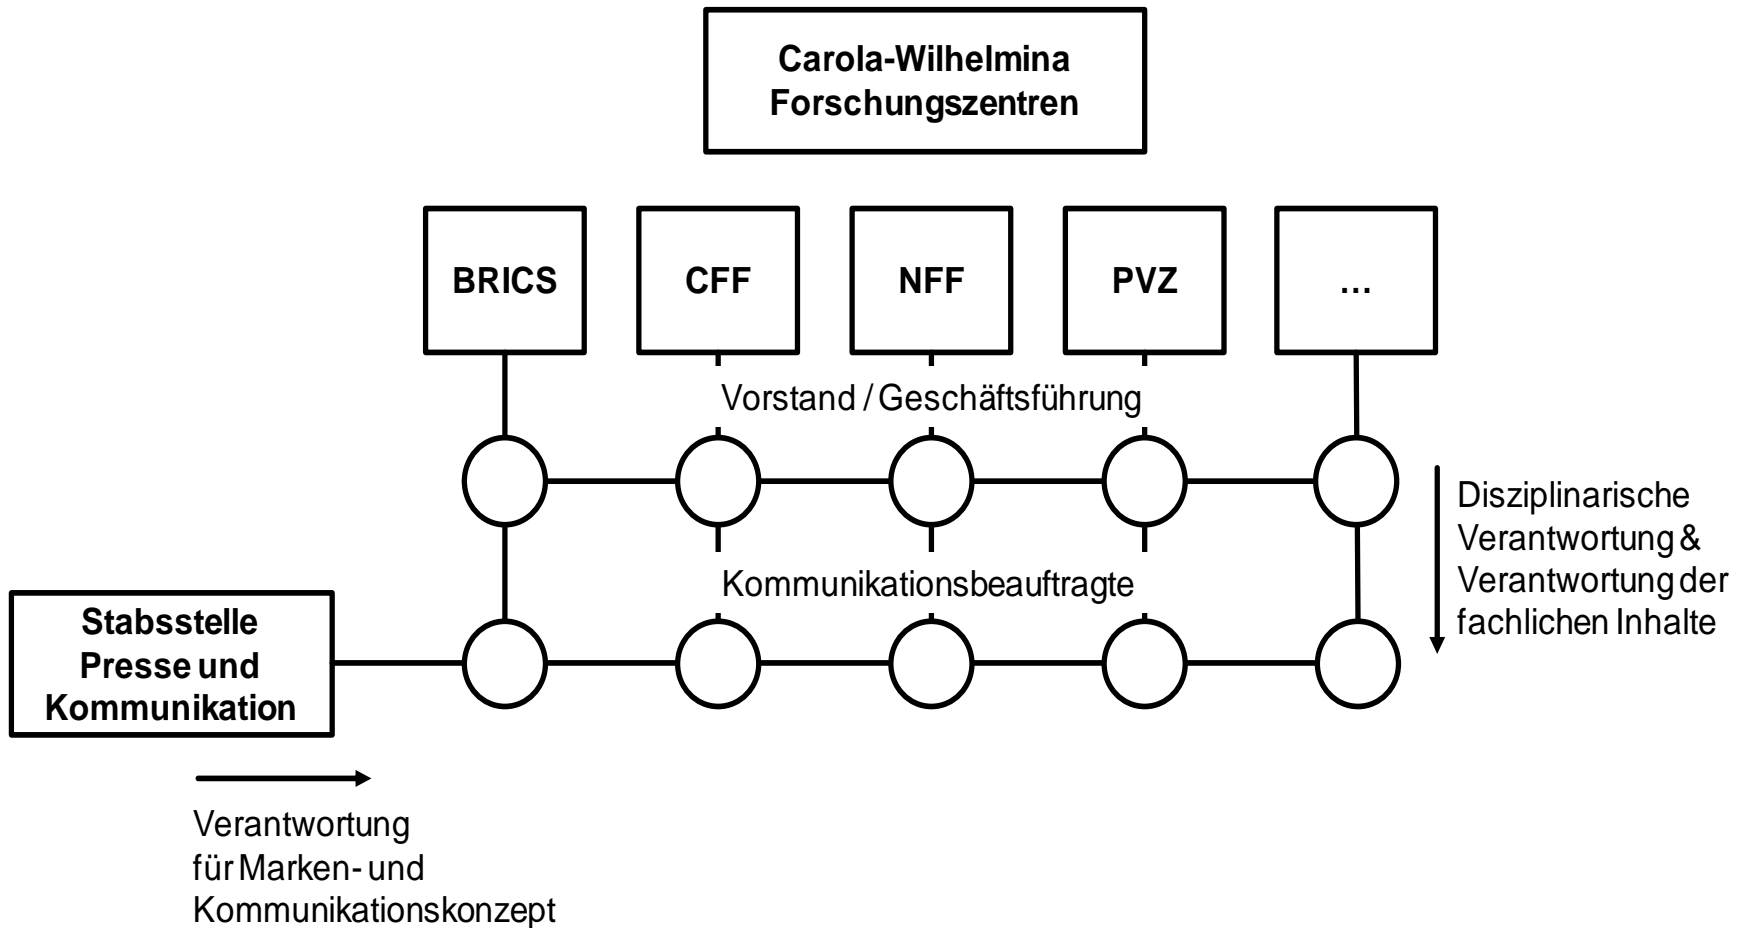 Carola-Wilhelmina
Forschungszentren
BRICS
CFF
NFF
PVZ
...
Vorstand / Geschäftsführung
Disziplinarische
Verantwortung &
Verantwortung der
fachlichen Inhalte
Kommunikationsbeauftragte
Stabsstelle
Presse und
Kommunikation
Verantwortung
für Marken- und
Kommunikationskonzept